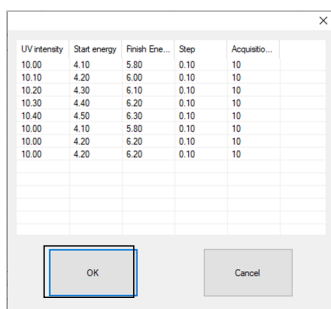 UV intensity Start energy Finish Ene... Step Acquisitio...
10.00 4.10 5.80 0.10 10
10.10 4.20 6.00 0.10 10
10.20 4.30 6.10 0.10 10
10.30 4.40 6.20 0.10 10
10.40 4.50 6.30 0.10 10
10.00 4.10 5.80 0.10 10
10.00 4.20 6.20 0.10 10
10.00 4.20 6.20 0.10 10
OK Cancel